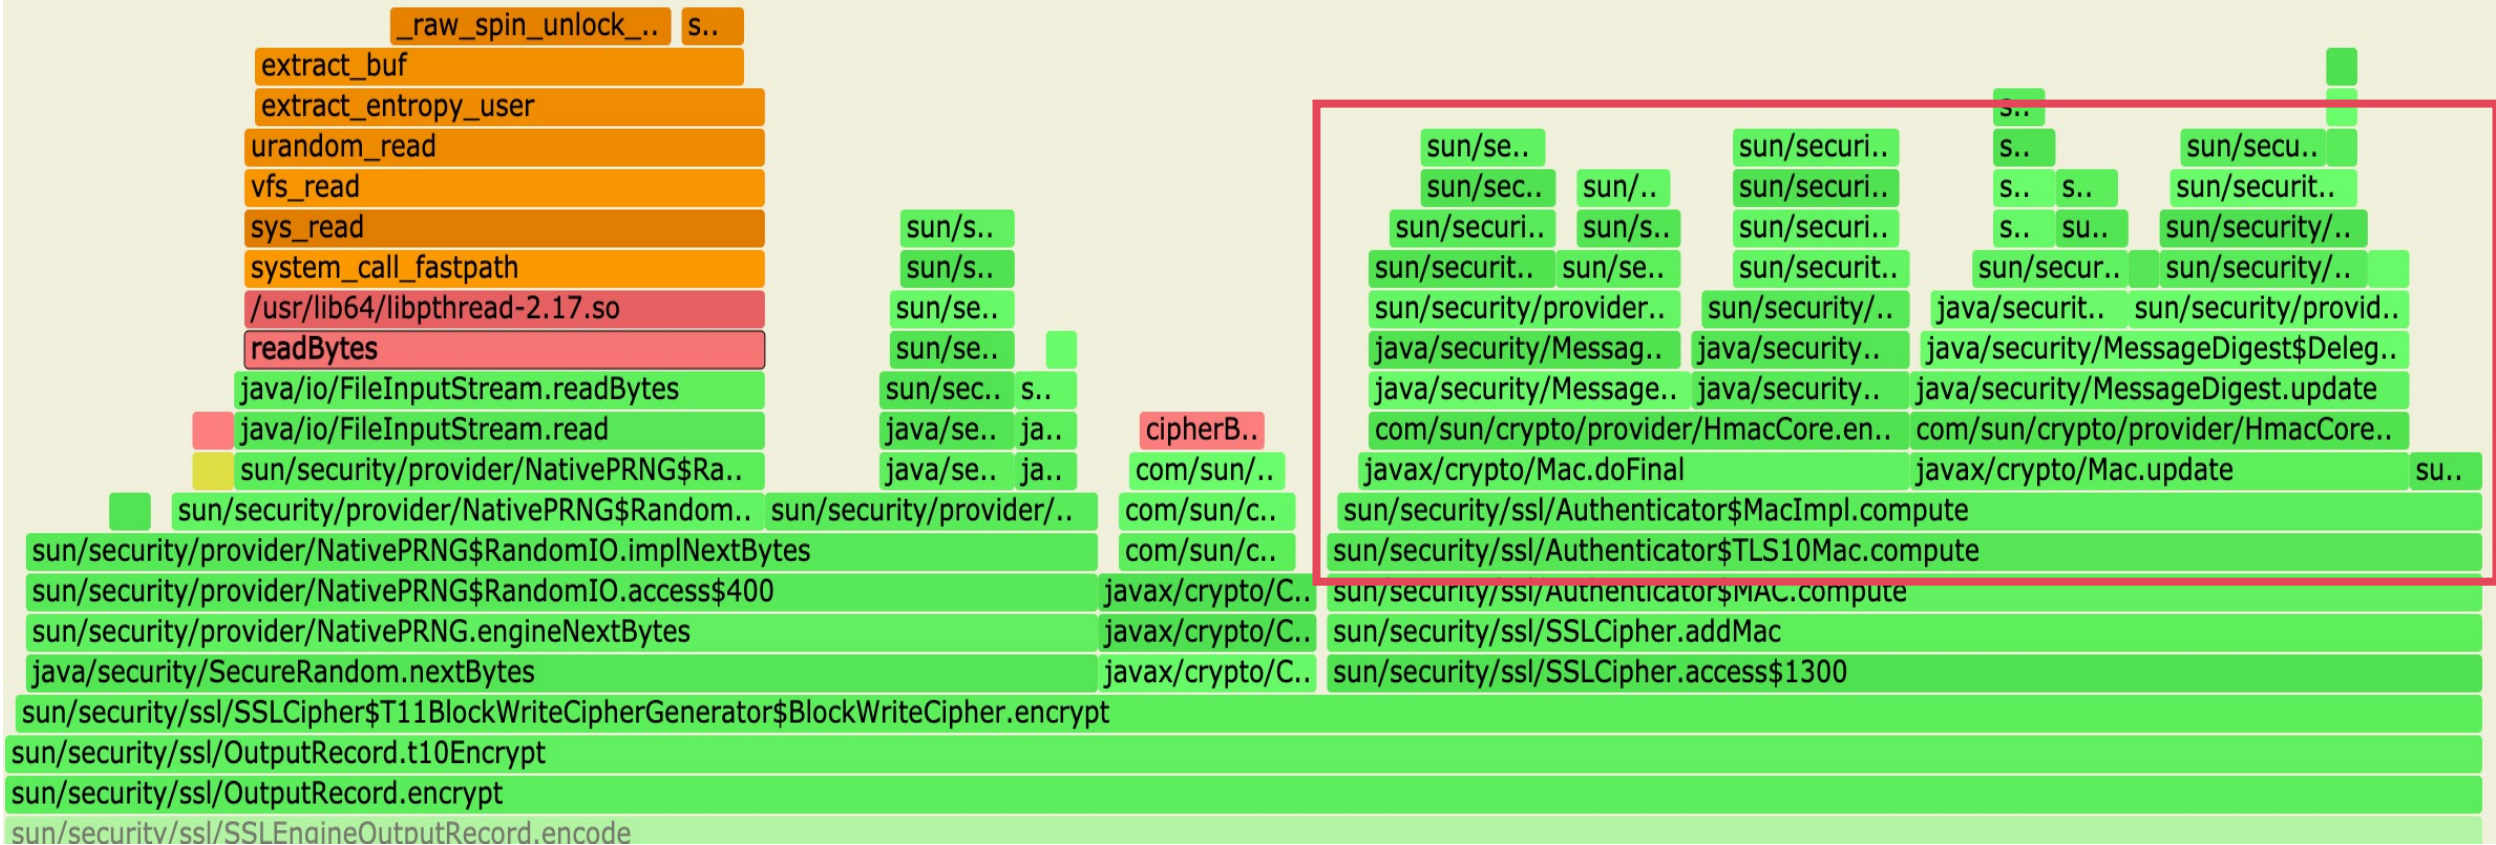 _raw_spin_unlock_.. s..
extract_buf
extract_entropy_user s..
urandom_read sun/se.. sun/securi.. s.. sun/secu..
vfs_read sun/sec.. sun/.. sun/securi.. s.. s.. sun/securit..
sys_read sun/s.. sun/securi.. sun/s.. sun/securi.. s.. su.. sun/security/..
system_call_fastpath sun/s.. sun/securit.. sun/se.. sun/securit.. sun/secur.. sun/security/..
/usr/lib64/libpthread-2.17.so sun/se.. sun/security/provider.. sun/security/.. java/securit.. sun/security/provid..
readBytes sun/se.. java/security/Messag.. java/security.. java/security/MessageDigest$Deleg..
java/io/FileInputStream.readBytes sun/sec.. s.. java/security/Message.. java/security.. java/security/MessageDigest.update
java/io/FileInputStream.read java/se.. ja.. cipherB.. com/sun/crypto/provider/HmacCore.en.. com/sun/crypto/provider/HmacCore..
sun/security/provider/NativePRNG$Ra.. java/se.. ja.. com/sun/.. javax/crypto/Mac.doFinal javax/crypto/Mac.update su..
sun/security/provider/NativePRNG$Random.. sun/security/provider/.. com/sun/c.. sun/security/ssl/Authenticator$MacImpl.compute
sun/security/provider/NativePRNG$RandomIO.implNextBytes com/sun/c.. sun/security/ssl/Authenticator$TLS10Mac.compute
sun/security/provider/NativePRNG$RandomIO.access$400 javax/crypto/C.. sun/security/ssl/Authenticator$MAC.compute
sun/security/provider/NativePRNG.engineNextBytes javax/crypto/C.. sun/security/ssl/SSLCipher.addMac
java/security/SecureRandom.nextBytes javax/crypto/C.. sun/security/ssl/SSLCipher.access$1300
sun/security/ssl/SSLCipher$T11BlockWriteCipherGenerator$BlockWriteCipher.encrypt
sun/security/ssl/OutputRecord.t10Encrypt
sun/security/ssl/OutputRecord.encrypt
sun/security/ssl/SSLEngineOutputRecord.encode